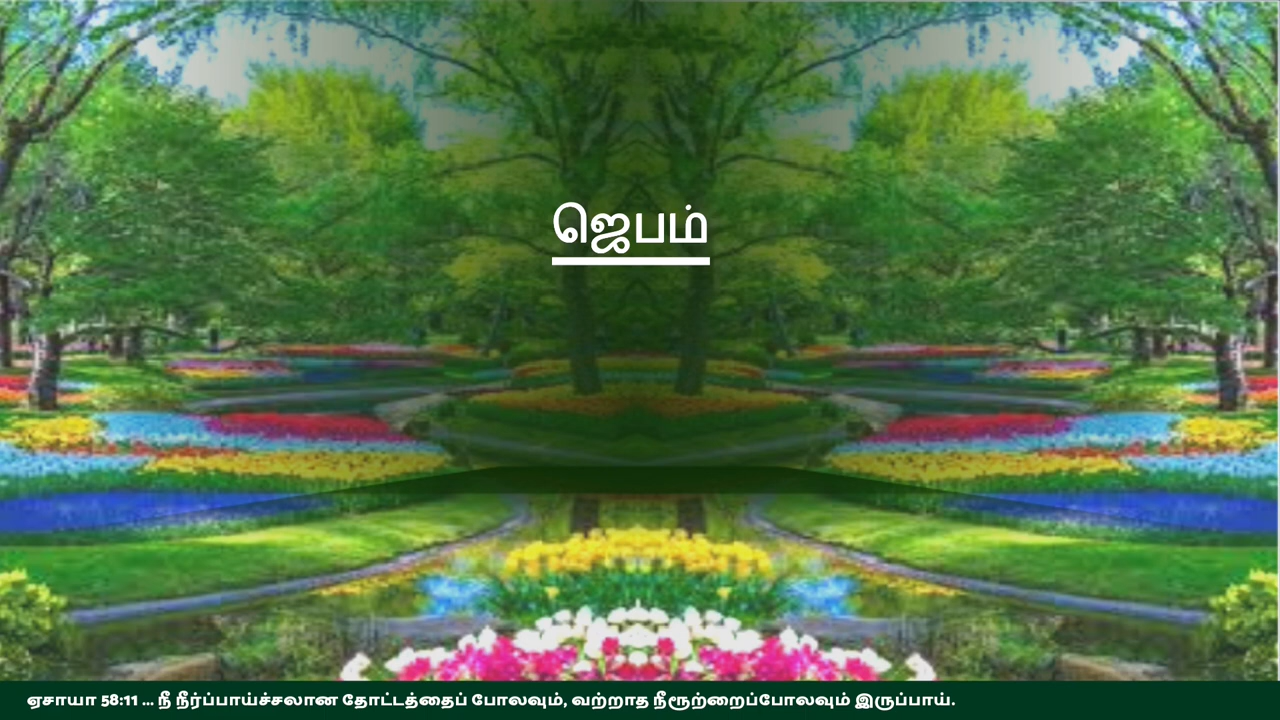 ஜெபம்
ஏசாயா 58:11 ... நீ நீர்ப்பாய்ச்சலான தோட்டத்தைப் போலவும், வற்றாத நீரூற்றைப்போலவும் இருப்பாய்.